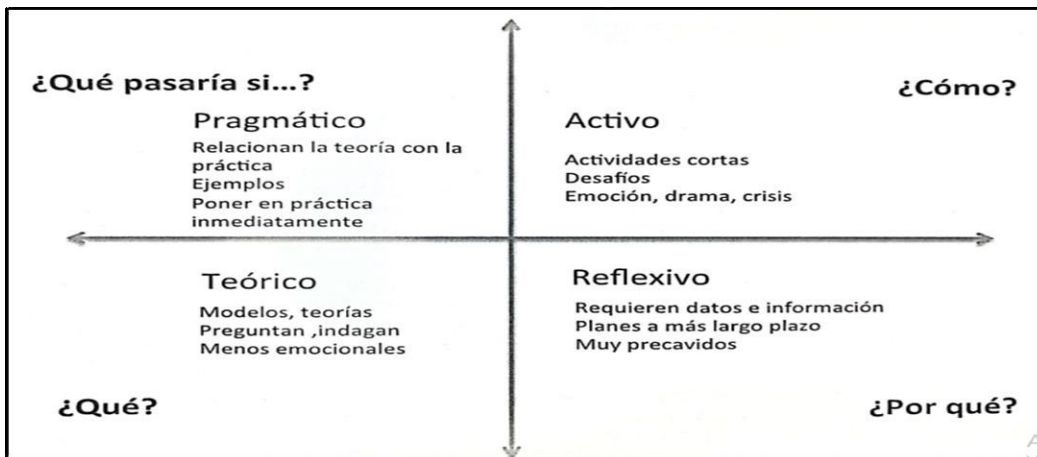 ¿Qué pasaría si...?
Pragmático
Relacionan la teoría con la
práctica
Ejemplos
Poner en práctica
inmediatamente
¿Cómo?
Activo
Actividades cortas
Desafíos
Emoción, drama, crisis
Teórico
Modelos, teorías
Preguntan ,indagan
Menos emocionales
¿Qué?
Reflexivo
Requieren datos e información
Planes a más largo plazo
Muy precavidos
¿Por qué?